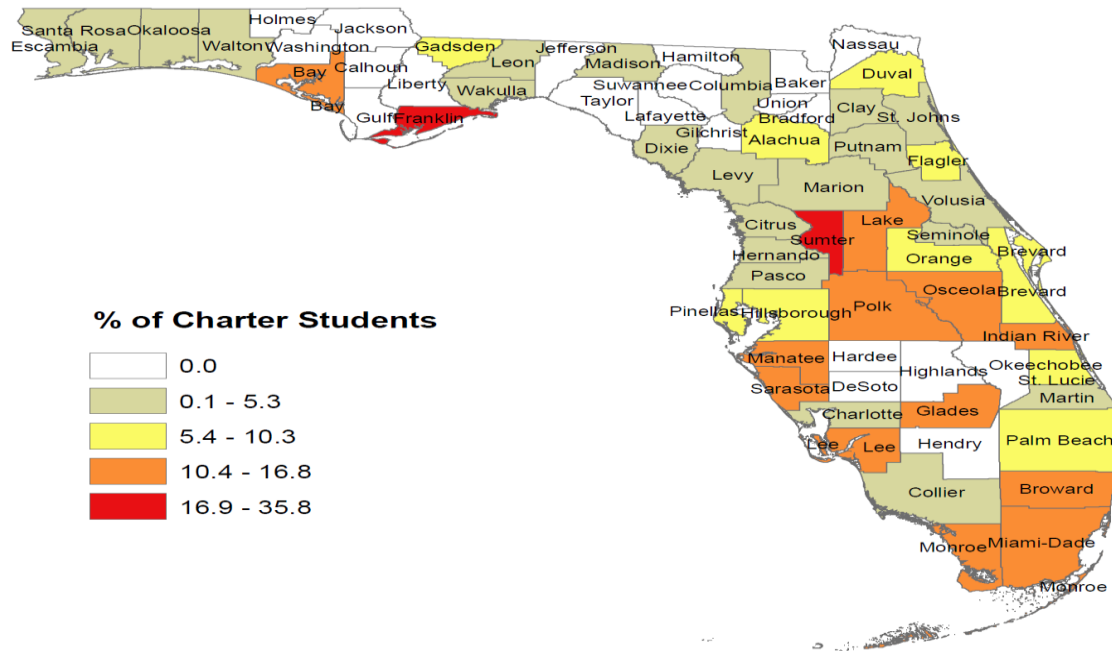 Holmes
Jackson
Santa Rosa Okaloosa
Escambia
Walton
Washington
Gadsden
Jefferson
Hamilton
Nassau
Bay
Calhoun
Leon
Madison
Duval
Liberty
Suwannee
Columbia
Baker
Wakulla
Taylor
Union
Clay
Bay
Gulf
Franklin
Lafayette
Bradford
St. Johns
Gilchrist
Alachua
Putnam
Dixie
Flagler
Levy
Marion
Volusia
Citrus
Lake
Sumter
Seminole
Hernando
Orange
Brevard
Pasco
Osceola
Brevard
Pinellas
Hillsborough
Polk
Indian River
Manatee
Hardee
Highlands
Okeechobee
Sarasota
DeSoto
St. Lucie
Martin
Charlotte
Glades
Lee
Lee
Hendry
Palm Beach
Collier
Broward
Monroe
Miami-Dade
Monroe
% of Charter Students
0.0
0.1 - 5.3
5.4 - 10.3
10.4 - 16.8
16.9 - 35.8